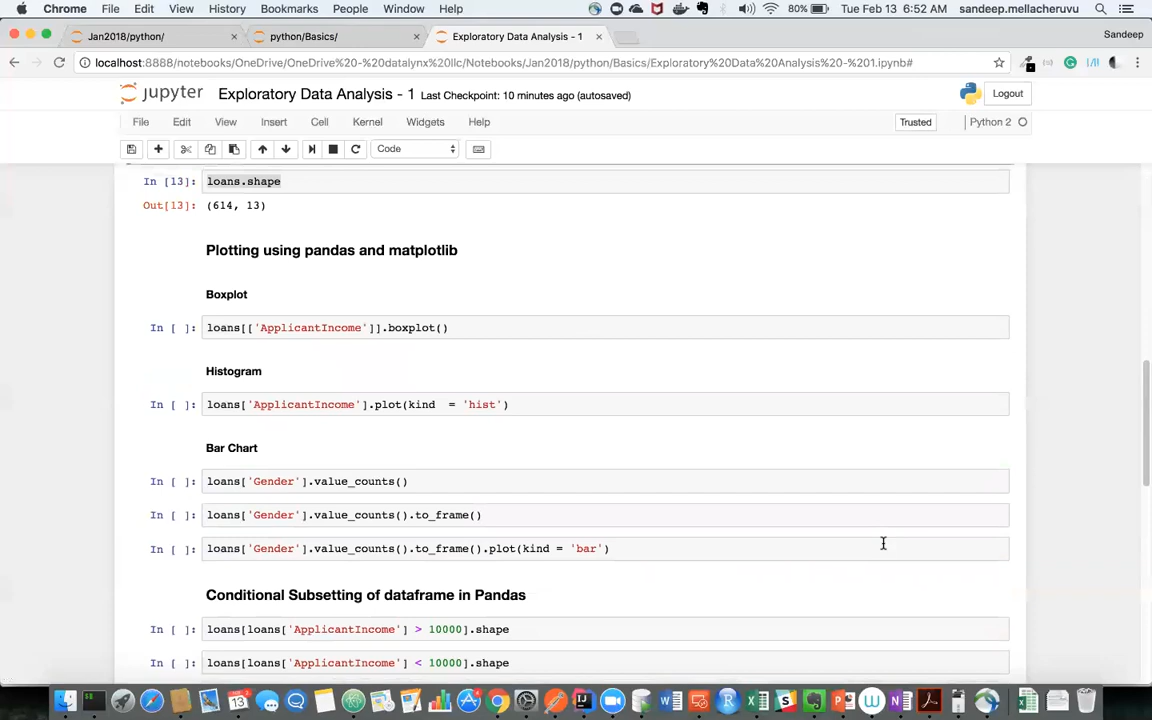 Chrome File Edit View History Bookmarks People Window Help 80% Tue Feb 13 6:52 AM sandeep.mellacheruvu
Jan2018/python/ python/Basics/ Exploratory Data Analysis - 1 Sandeep
localhost:8888/notebooks/OneDrive/OneDrive%20-%20datalynx%20llc/Notebooks/Jan2018/python/Basics/Exploratory%20Data%20Analysis%20-%201.ipynb#
jupyter Exploratory Data Analysis - 1 Last Checkpoint: 10 minutes ago (autosaved) Logout
File Edit View Insert Cell Kernel Widgets Help Trusted Python 2
Code
In [13]: loans.shape
Out[13]: (614, 13)
Plotting using pandas and matplotlib
Boxplot
In [ ]: loans[['ApplicantIncome']].boxplot()
Histogram
In [ ]: loans['ApplicantIncome'].plot(kind  = 'hist')
Bar Chart
In [ ]: loans['Gender'].value_counts()
In [ ]: loans['Gender'].value_counts().to_frame()
In [ ]: loans['Gender'].value_counts().to_frame().plot(kind = 'bar')
Conditional Subsetting of dataframe in Pandas
In [ ]: loans[loans['ApplicantIncome'] > 10000].shape
In [ ]: loans[loans['ApplicantIncome'] < 10000].shape